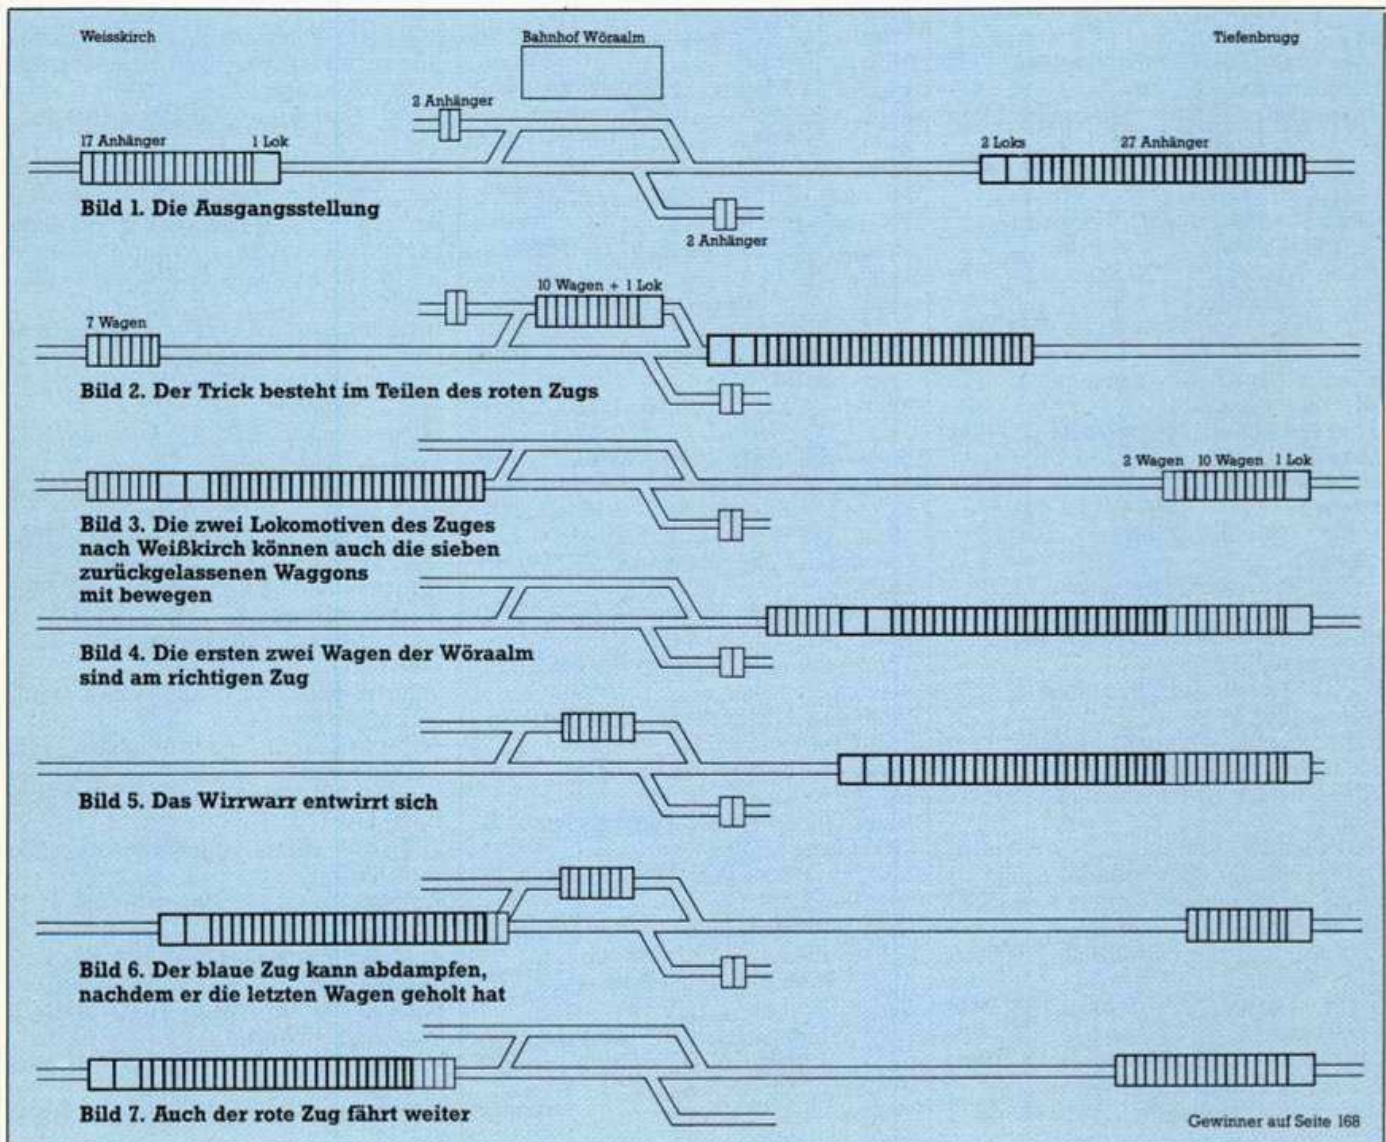 Weisskirch
Bahnhof Wöraalm
Tiefenbrugg
2 Anhänger
17 Anhänger
1 Lok
2 Loks
27 Anhänger
Bild 1. Die Ausgangsstellung
2 Anhänger
10 Wagen + 1 Lok
7 Wagen
Bild 2. Der Trick besteht im Teilen des roten Zugs
2 Wagen 10 Wagen 1 Lok
Bild 3. Die zwei Lokomotiven des Zuges
nach Weißkirch können auch die sieben
zurückgelassenen Waggons
mit bewegen
Bild 4. Die ersten zwei Wagen der Wöraalm
sind am richtigen Zug
Bild 5. Das Wirrwarr entwirrt sich
Bild 6. Der blaue Zug kann abdampfen,
nachdem er die letzten Wagen geholt hat
Bild 7. Auch der rote Zug fährt weiter
Gewinner auf Seite 168